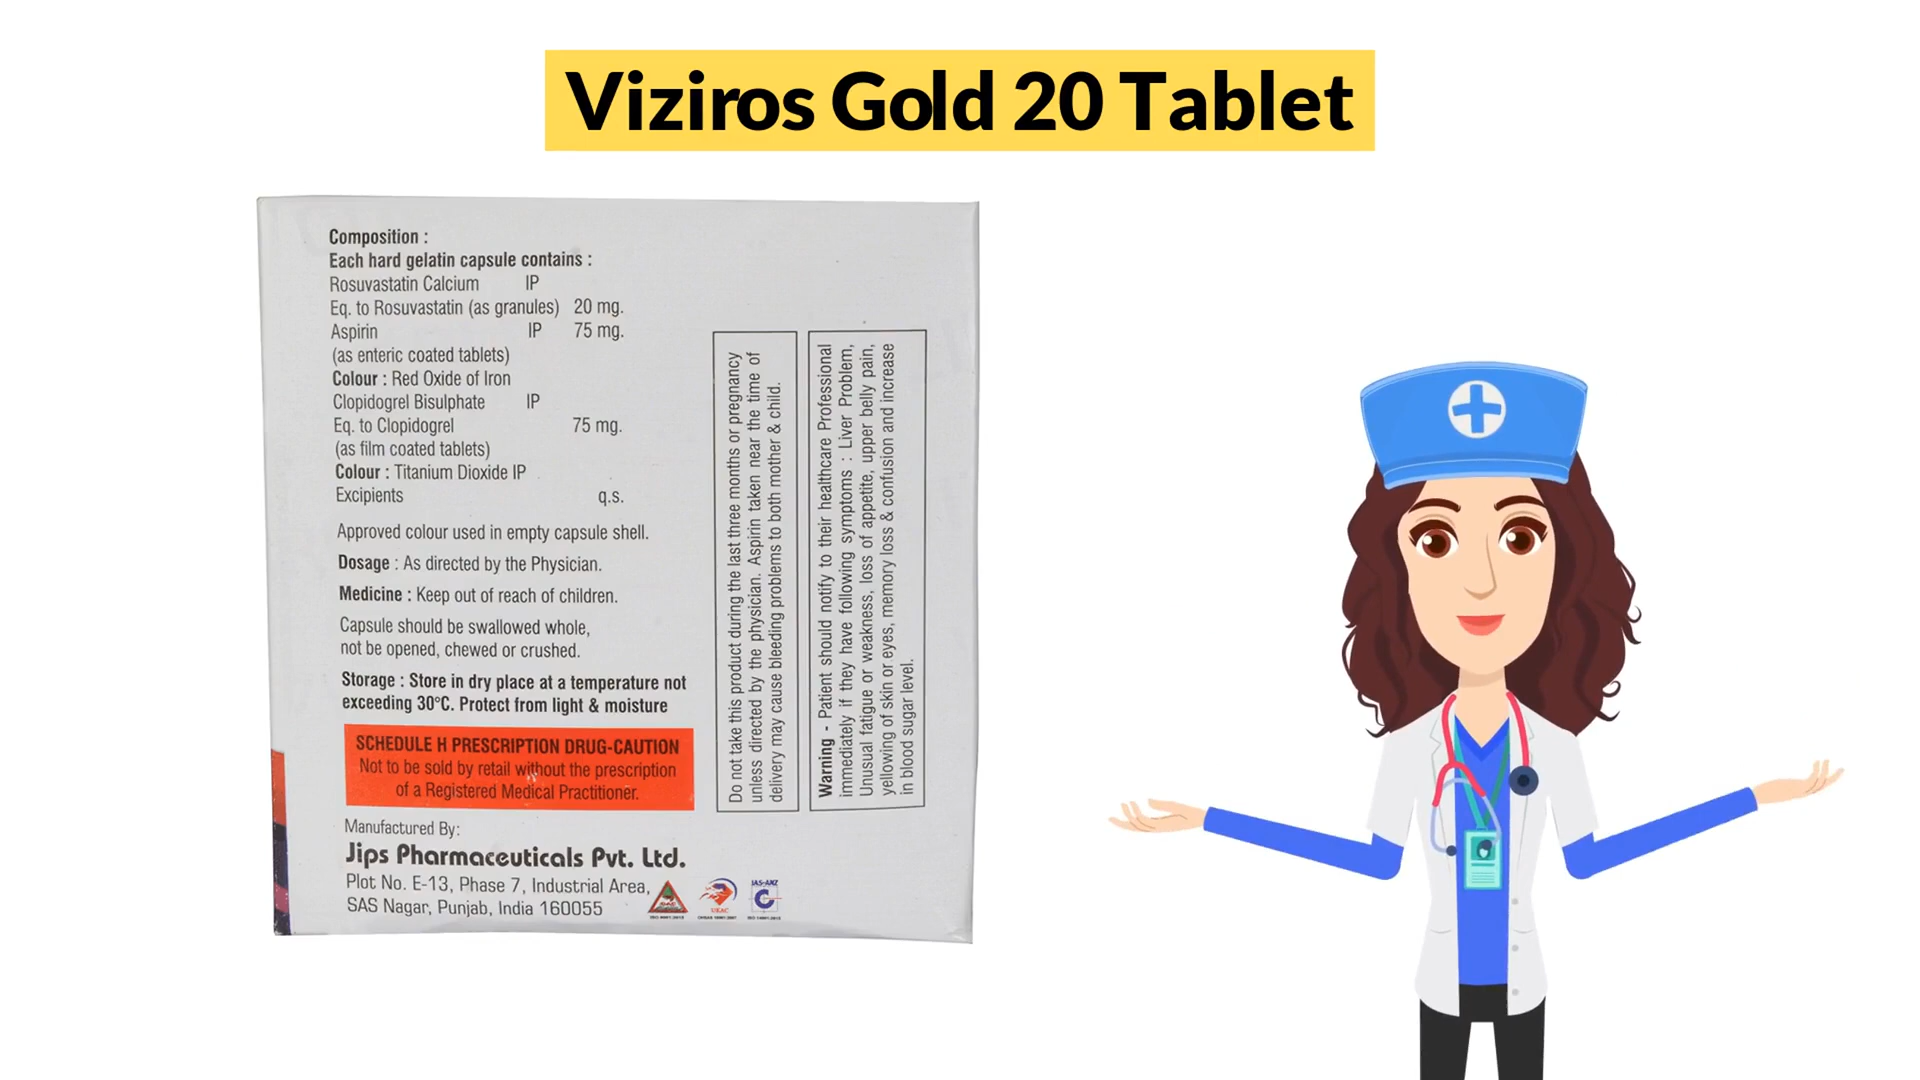 Viziros Gold 20 Tablet
Composition :
Each hard gelatin capsule contains :
Rosuvastatin Calcium IP
Eq. to Rosuvastatin (as granules) 20 mg.
Aspirin IP 75 mg.
(as enteric coated tablets)
Colour : Red Oxide of Iron
Clopidogrel Bisulphate IP
Eq. to Clopidogrel 75 mg.
(as film coated tablets)
Colour : Titanium Dioxide IP
Excipients q.s.
Approved colour used in empty capsule shell.
Dosage : As directed by the Physician.
Medicine : Keep out of reach of children.
Capsule should be swallowed whole,
not be opened, chewed or crushed.
Storage : Store in dry place at a temperature not
exceeding 30°C. Protect from light & moisture
SCHEDULE H PRESCRIPTION DRUG-CAUTION
Not to be sold by retail without the prescription
of a Registered Medical Practitioner.
Manufactured By:
Jips Pharmaceuticals Pvt. Ltd.
Plot No. E-13, Phase 7, Industrial Area,
SAS Nagar, Punjab, India 160055
UKAC
JAS-ANZ
Do not take this product during the last three months or pregnancy
unless directed by the physician. Aspirin taken near the time of
delivery may cause bleeding problems to both mother & child.
Warning - Patient should notify to their healthcare Professional
immediately if they have following symptoms : Liver Problem,
Unusual fatigue or weakness, loss of appetite, upper belly pain,
yellowing of skin or eyes, memory loss & confusion and increase
in blood sugar level.